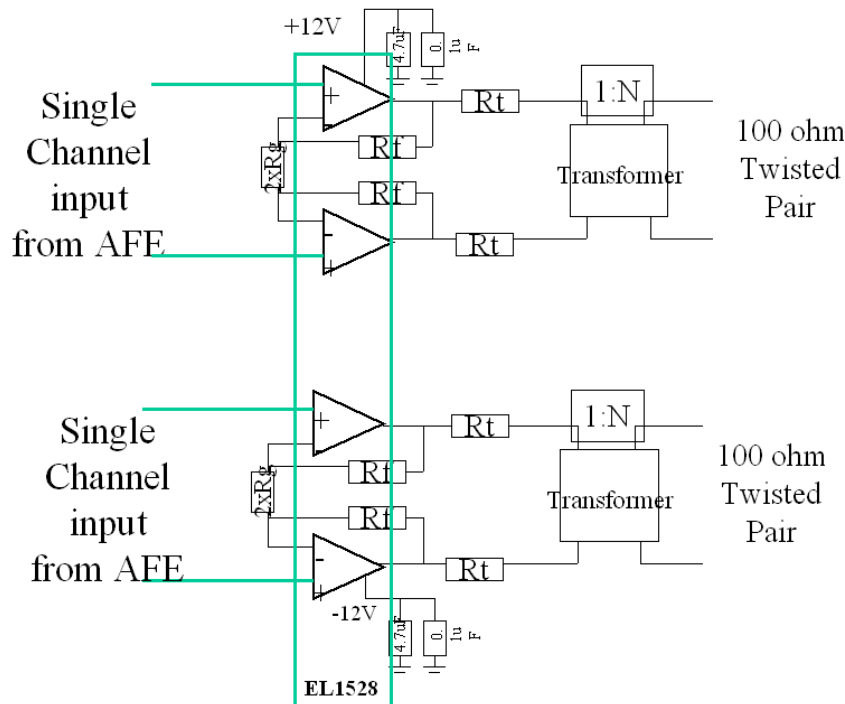 +12V
4.7uF
0.
1u
F
Single
Channel
input
from AFE
+
-
2xRg
Rf
Rf
-
+
Rt
Rt
1:N
Transformer
100 ohm
Twisted
Pair
Single
Channel
input
from AFE
+
-
2xRg
Rf
Rf
-
+
Rt
Rt
1:N
Transformer
100 ohm
Twisted
Pair
-12V
4.7uF
0.
1u
F
EL1528